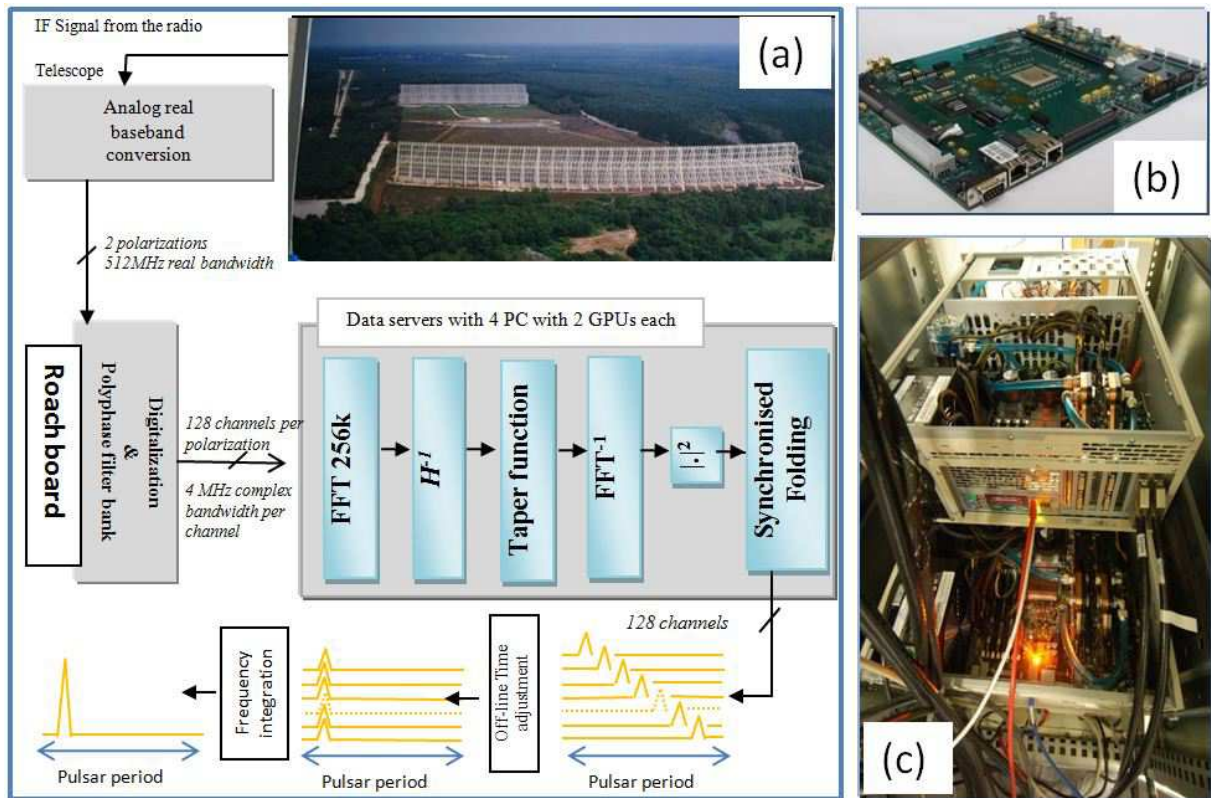 IF Signal from the radio
Telescope
(a)
Analog real
baseband
conversion
2 polarizations
512MHz real bandwidth
Roach board
Digitalization
&
Polyphase filter bank
128 channels per
polarization
4 MHz complex
bandwidth per
channel
Data servers with 4 PC with 2 GPUs each
FFT 256k
H-1
Taper function
FFT-1
|.|2
Synchronised
Folding
128 channels
Off-line Time
adjustment
Frequency
integration
Pulsar period
Pulsar period
Pulsar period
(b)
(c)